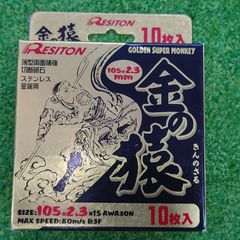 RESITON
金猿
10枚入
GOLDEN SUPER MONKEY
薄型両面補強
切断砥石
ステンレス
金属用
105×2.3
mm
金の猿
きんのさる
SIZE:105×2.3×15 AWA30N
MAX SPEED:80m/s B3F
10枚入